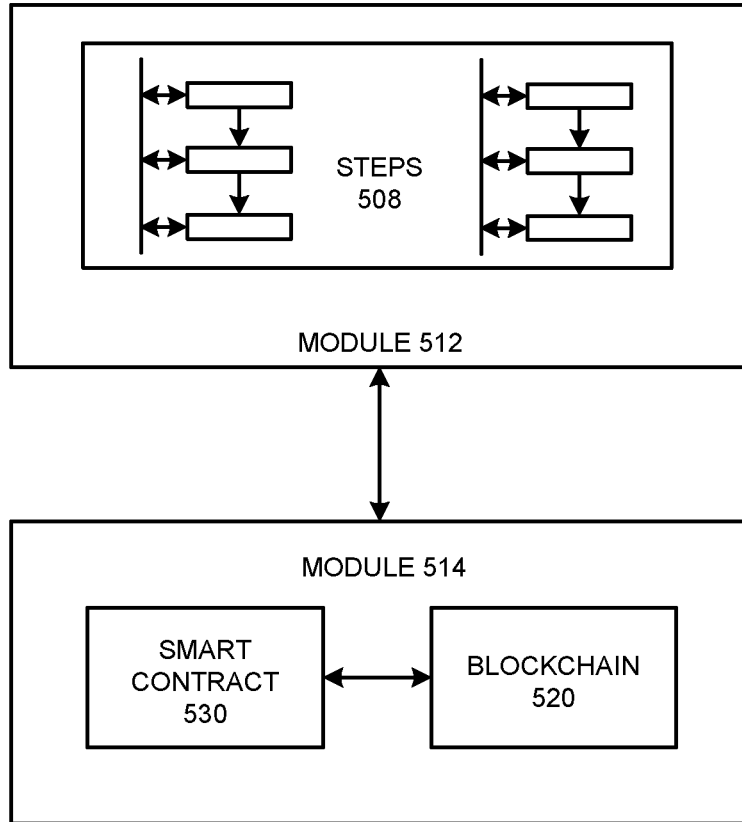 STEPS
508
MODULE 512
MODULE 514
SMART
CONTRACT
530
BLOCKCHAIN
520